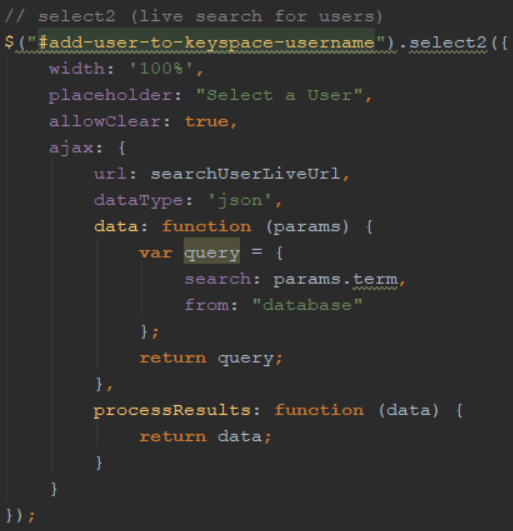 // select2 (live search for users)
$("#add-user-to-keyspace-username").select2({
    width: '100%',
    placeholder: "Select a User",
    allowClear: true,
    ajax: {
        url: searchUserLiveUrl,
        dataType: 'json',
        data: function (params) {
            var query = {
                search: params.term,
                from: "database"
            };
            return query;
        },
        processResults: function (data) {
            return data;
        }
    }
});